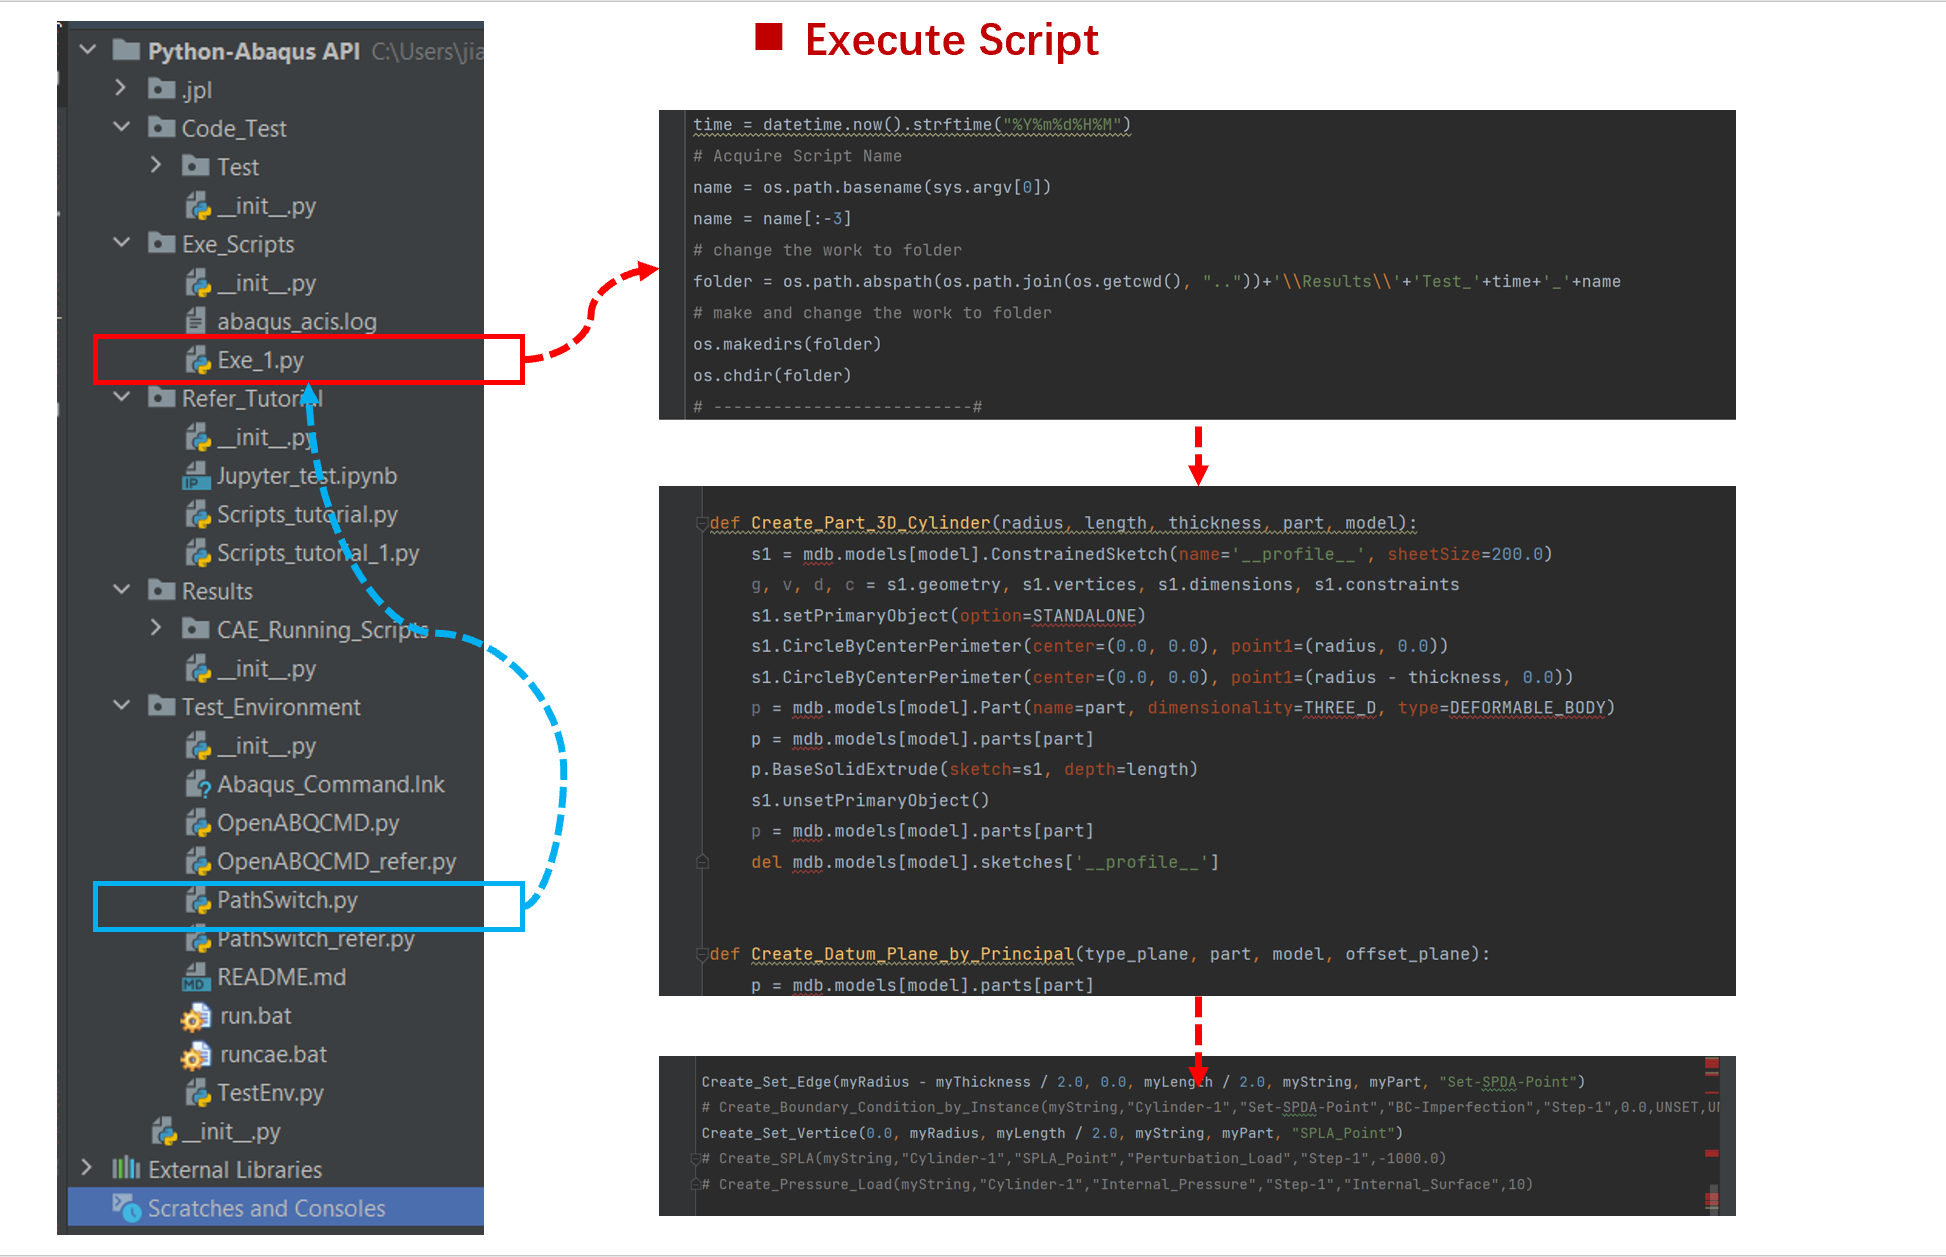 Execute Script
Python-Abaqus API C:\Users\jia
.jpl
Code_Test
Test
__init__.py
Exe_Scripts
__init__.py
abaqus_acis.log
Exe_1.py
Refer_Tutorial
__init__.py
Jupyter_test.ipynb
Scripts_tutorial.py
Scripts_tutorial_1.py
Results
CAE_Running_Scripts
__init__.py
Test_Environment
__init__.py
Abaqus_Command.lnk
OpenABQCMD.py
OpenABQCMD_refer.py
PathSwitch.py
PathSwitch_refer.py
README.md
run.bat
runcae.bat
TestEnv.py
__init__.py
External Libraries
Scratches and Consoles
time = datetime.now().strftime("%Y%m%d%H%M")
# Acquire Script Name
name = os.path.basename(sys.argv[0])
name = name[:-3]
# change the work to folder
folder = os.path.abspath(os.path.join(os.getcwd(), ".."))+'\\Results\\'+'Test_'+time+'_'+name
# make and change the work to folder
os.makedirs(folder)
os.chdir(folder)
# --------------------------#
def Create_Part_3D_Cylinder(radius, length, thickness, part, model):
s1 = mdb.models[model].ConstrainedSketch(name='__profile__', sheetSize=200.0)
g, v, d, c = s1.geometry, s1.vertices, s1.dimensions, s1.constraints
s1.setPrimaryObject(option=STANDALONE)
s1.CircleByCenterPerimeter(center=(0.0, 0.0), point1=(radius, 0.0))
s1.CircleByCenterPerimeter(center=(0.0, 0.0), point1=(radius - thickness, 0.0))
p = mdb.models[model].Part(name=part, dimensionality=THREE_D, type=DEFORMABLE_BODY)
p = mdb.models[model].parts[part]
p.BaseSolidExtrude(sketch=s1, depth=length)
s1.unsetPrimaryObject()
p = mdb.models[model].parts[part]
del mdb.models[model].sketches['__profile__']
def Create_Datum_Plane_by_Principal(type_plane, part, model, offset_plane):
p = mdb.models[model].parts[part]
Create_Set_Edge(myRadius - myThickness / 2.0, 0.0, myLength / 2.0, myString, myPart, "Set-SPDA-Point")
# Create_Boundary_Condition_by_Instance(myString,"Cylinder-1","Set-SPDA-Point","BC-Imperfection","Step-1",0.0,UNSET,UN
Create_Set_Vertice(0.0, myRadius, myLength / 2.0, myString, myPart, "SPLA_Point")
# Create_SPLA(myString,"Cylinder-1","SPLA_Point","Perturbation_Load","Step-1",-1000.0)
# Create_Pressure_Load(myString,"Cylinder-1","Internal_Pressure","Step-1","Internal_Surface",10)